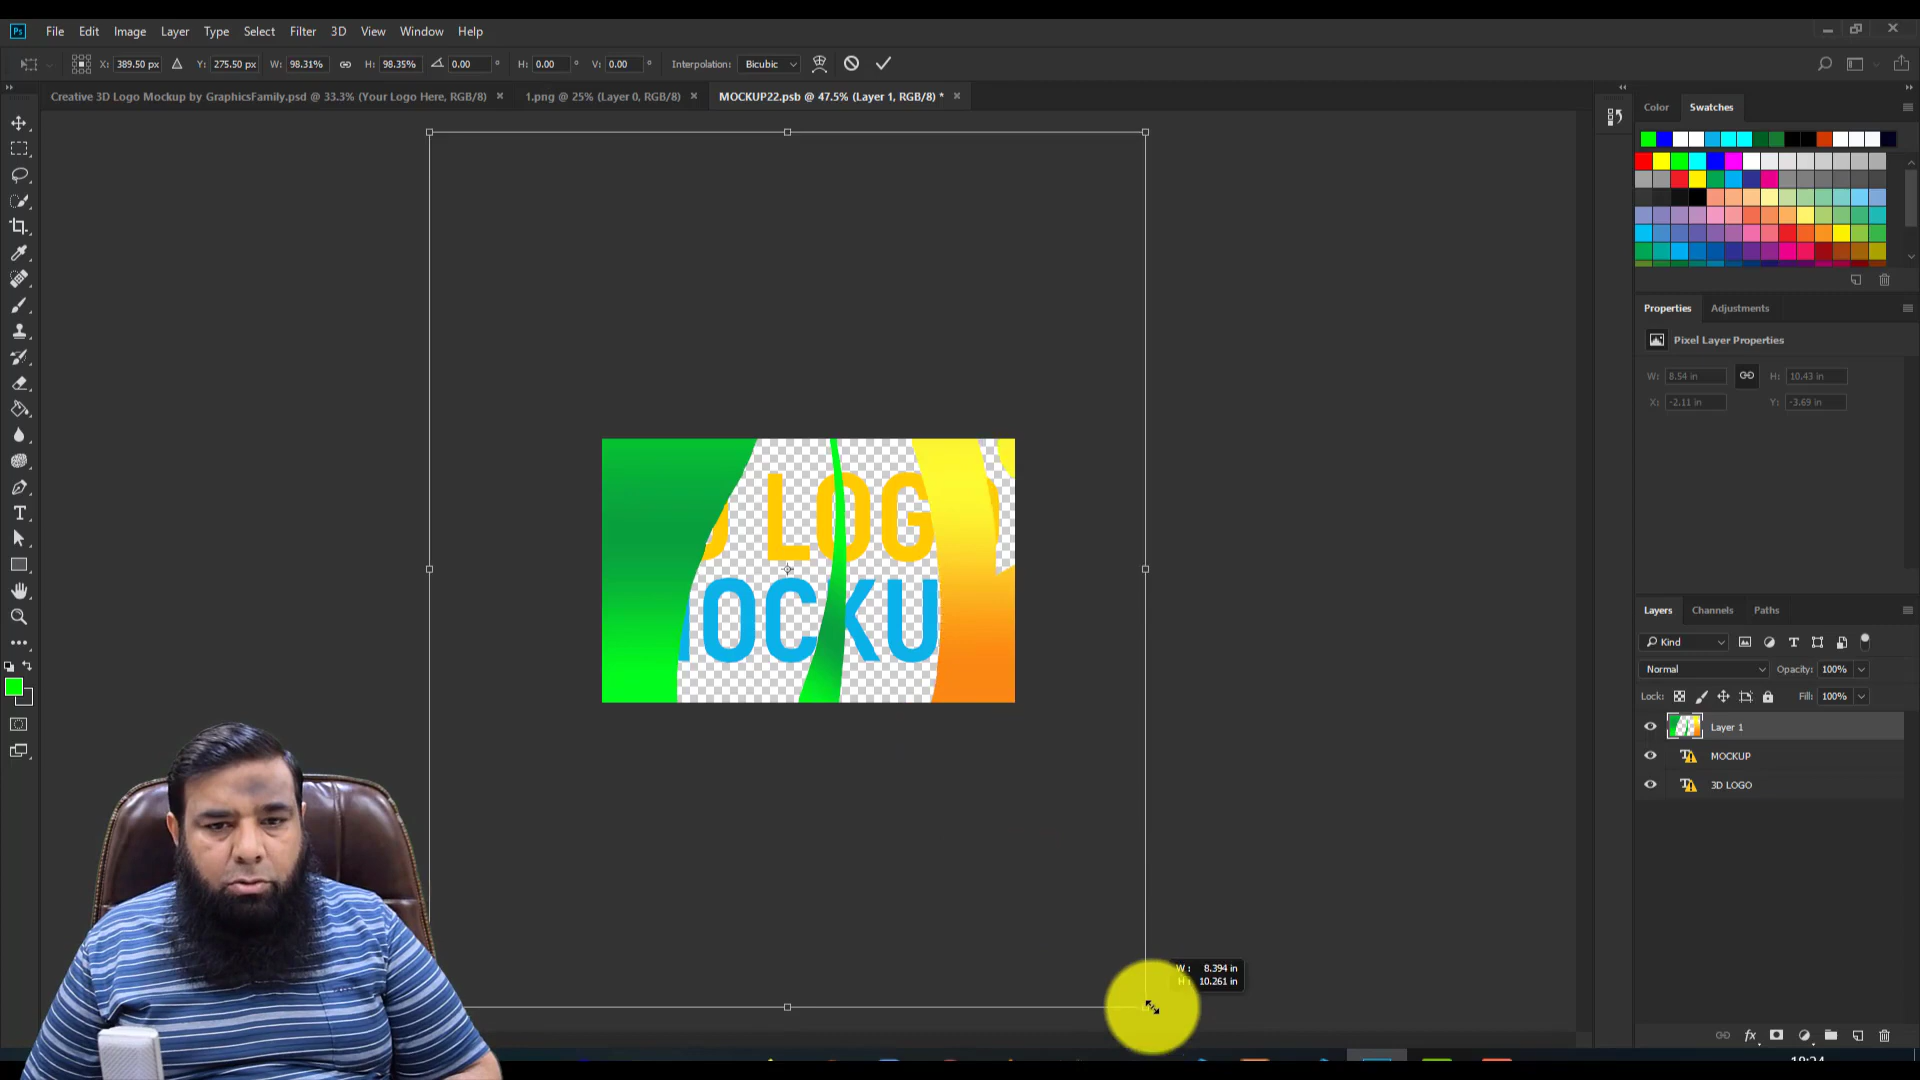 Ps File Edit Image Layer Type Select Filter 3D View Window Help
X: 389.50 px Y: 275.50 px W: 98.31% H: 98.35% 0.00 ° H: 0.00 ° V: 0.00 ° Interpolation: Bicubic
Creative 3D Logo Mockup by GraphicsFamily.psd @ 33.3% (Your Logo Here, RGB/8) × 1.png @ 25% (Layer 0, RGB/8) × MOCKUP22.psb @ 47.5% (Layer 1, RGB/8) * ×
Color Swatches
Properties Adjustments
Pixel Layer Properties
W: 8.54 in H: 10.43 in
X: -2.11 in Y: -3.69 in
LOGO
MOCKU
Layers Channels Paths
Kind
Normal Opacity: 100%
Lock: Fill: 100%
Layer 1
MOCKUP
3D LOGO
W: 8.394 in
H: 10.261 in
fx